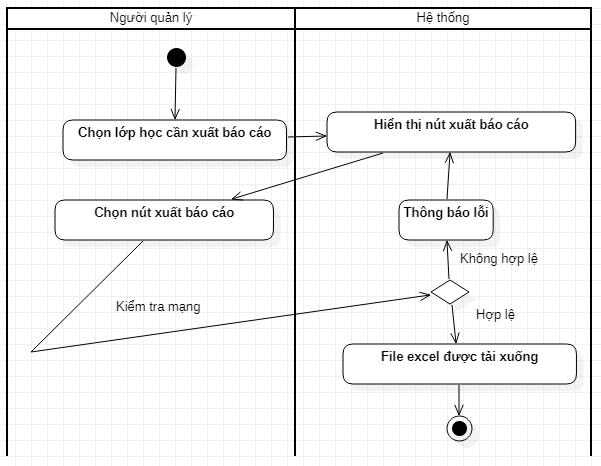 Người quản lý
Hệ thống
Chọn lớp học cần xuất báo cáo
Hiển thị nút xuất báo cáo
Chọn nút xuất báo cáo
Thông báo lỗi
Không hợp lệ
Kiểm tra mạng
Hợp lệ
File excel được tải xuống